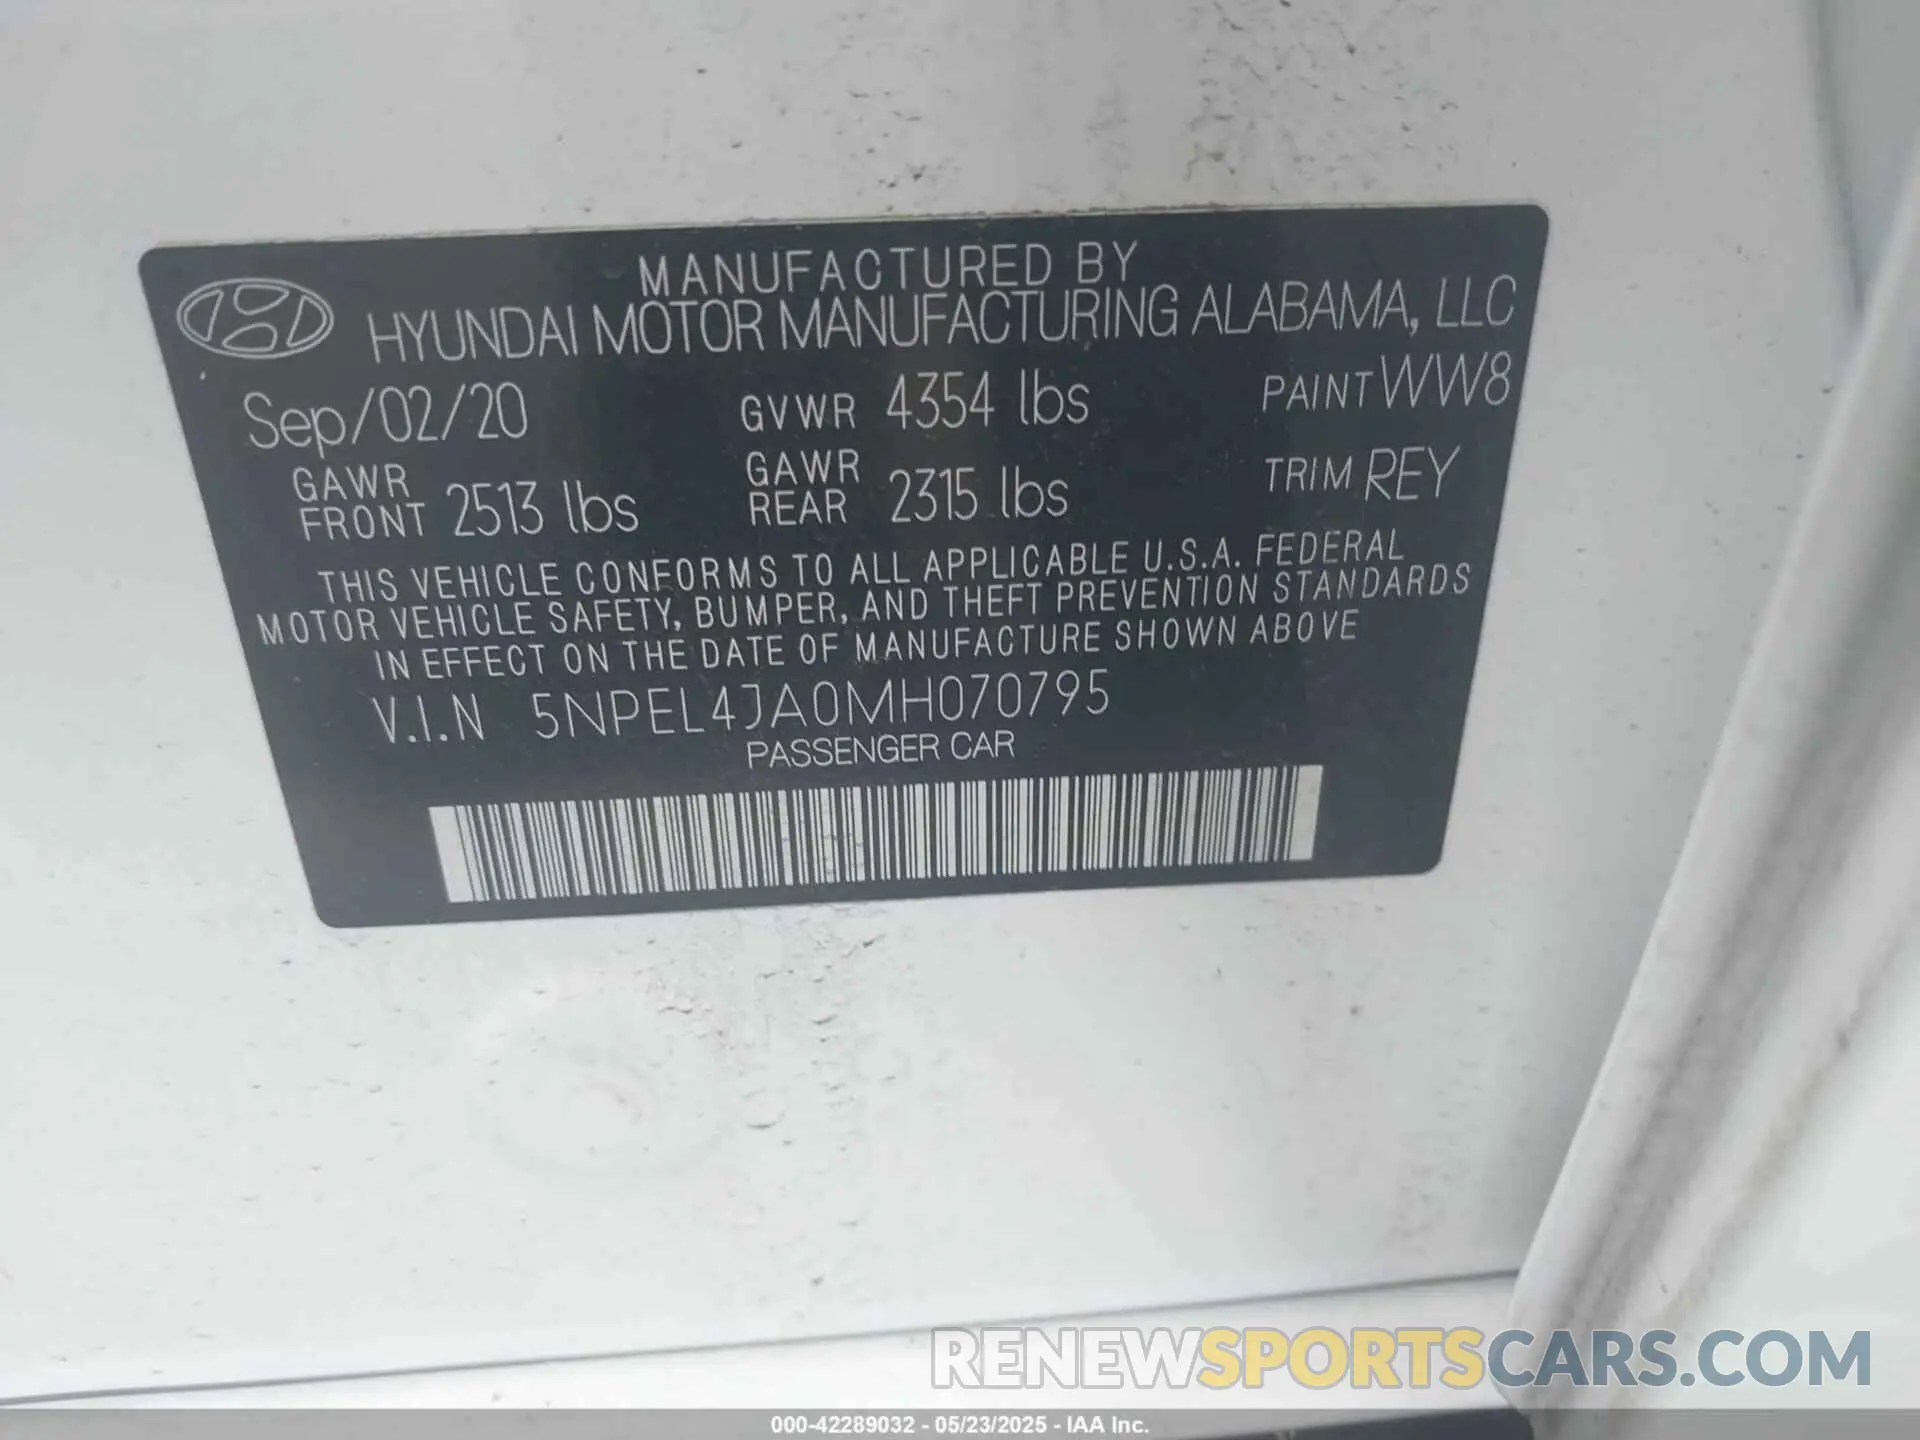 MANUFACTURED BY
HYUNDAI MOTOR MANUFACTURING ALABAMA, LLC
Sep/02/20 GVWR 4354 lbs PAINT WW8
GAWR FRONT 2513 lbs GAWR REAR 2315 lbs TRIM REY
THIS VEHICLE CONFORMS TO ALL APPLICABLE U.S.A. FEDERAL
MOTOR VEHICLE SAFETY, BUMPER, AND THEFT PREVENTION STANDARDS
IN EFFECT ON THE DATE OF MANUFACTURE SHOWN ABOVE
V.I.N 5NPEL4JA0MH070795
PASSENGER CAR
RENEWSPORTSCARS.COM
000-42289032 - 05/23/2025 - IAA Inc.